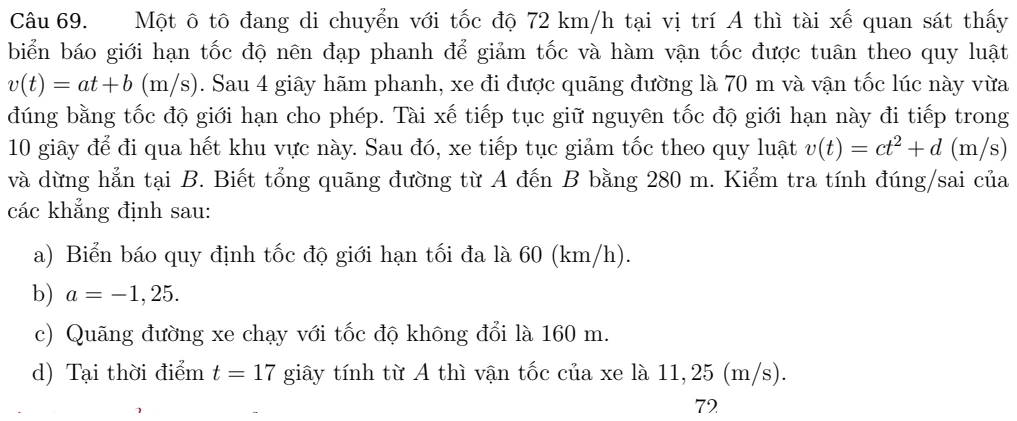 Câu 69. Một ô tô đang di chuyển với tốc độ 72 km/h tại vị trí A thì tài xế quan sát thấy
biển báo giới hạn tốc độ nên đạp phanh để giảm tốc và hàm vận tốc được tuân theo quy luật
v(t) = at + b (m/s). Sau 4 giây hãm phanh, xe đi được quãng đường là 70 m và vận tốc lúc này vừa
đúng bằng tốc độ giới hạn cho phép. Tài xế tiếp tục giữ nguyên tốc độ giới hạn này đi tiếp trong
10 giây để đi qua hết khu vực này. Sau đó, xe tiếp tục giảm tốc theo quy luật v(t) = ct² + d (m/s)
và dừng hẳn tại B. Biết tổng quãng đường từ A đến B bằng 280 m. Kiểm tra tính đúng/sai của
các khẳng định sau:
a) Biển báo quy định tốc độ giới hạn tối đa là 60 (km/h).
b) a = −1, 25.
c) Quãng đường xe chạy với tốc độ không đổi là 160 m.
d) Tại thời điểm t = 17 giây tính từ A thì vận tốc của xe là 11, 25 (m/s).
72